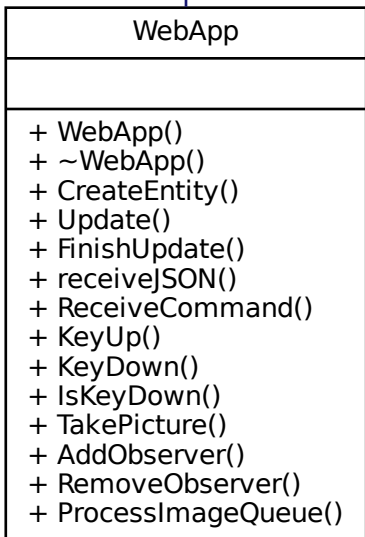 WebApp
+ WebApp()
+ ~WebApp()
+ CreateEntity()
+ Update()
+ FinishUpdate()
+ receiveJSON()
+ ReceiveCommand()
+ KeyUp()
+ KeyDown()
+ IsKeyDown()
+ TakePicture()
+ AddObserver()
+ RemoveObserver()
+ ProcessImageQueue()